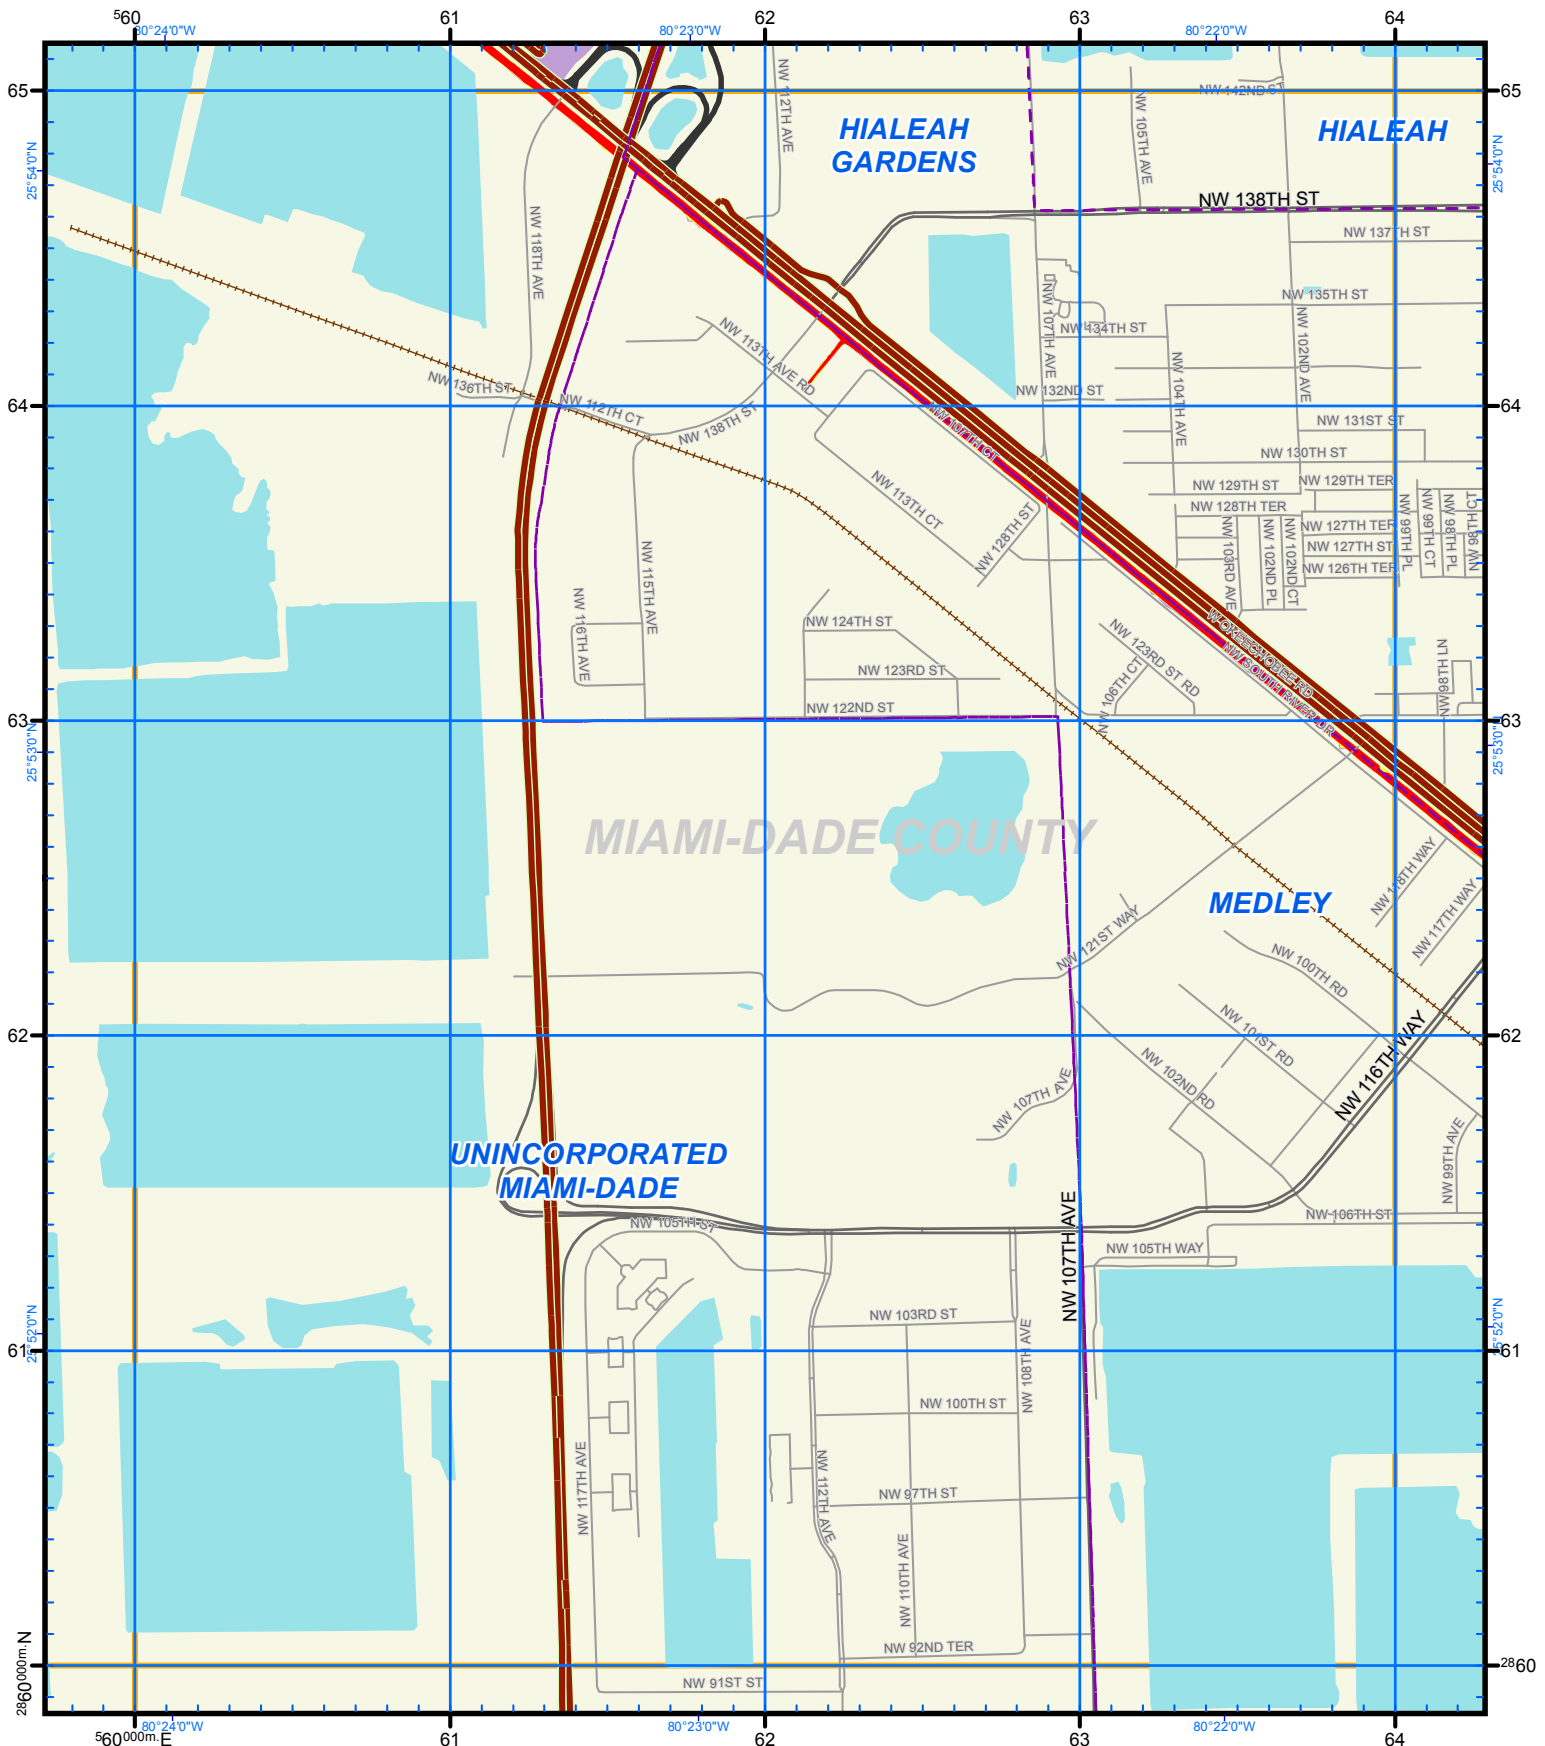 560
61
62
63
64
80°24'0"W
80°23'0"W
80°22'0"W
65
65
NW 142ND ST
NW 112TH AVE
NW 105TH AVE
HIALEAH
GARDENS
HIALEAH
25°54'0"N
25°54'0"N
NW 138TH ST
NW 118TH AVE
NW 137TH ST
NW 135TH ST
NW 107TH AVE
NW 134TH ST
NW 102ND AVE
NW 113TH AVE RD
NW 104TH AVE
NW 136TH ST
NW 132ND ST
64
64
NW 112TH CT
NW 138TH ST
NW 107TH CT
NW 131ST ST
NW 130TH ST
NW 113TH CT
NW 129TH ST
NW 129TH TER
NW 128TH TER
NW 128TH ST
NW 127TH TER
NW 127TH ST
NW 126TH TER
NW 103RD AVE
NW 102ND PL
NW 102ND CT
NW 99TH PL
NW 99TH CT
NW 98TH PL
NW 98TH CT
NW 115TH AVE
NW 116TH AVE
NW 124TH ST
NW 123RD ST
NW 122ND ST
NW 123RD ST RD
NW 106TH CT
W OKEECHOBEE RD
NW SOUTH RIVER DR
NW 98TH LN
63
63
25°53'0"N
25°53'0"N
MIAMI-DADE COUNTY
MEDLEY
NW 118TH WAY
NW 117TH WAY
NW 121ST WAY
NW 100TH RD
NW 101ST RD
62
62
NW 102ND RD
NW 107TH AVE
NW 116TH WAY
NW 99TH AVE
UNINCORPORATED
MIAMI-DADE
NW 105TH ST
NW 106TH ST
NW 107TH AVE
NW 105TH WAY
NW 103RD ST
25°52'0"N
25°52'0"N
61
61
NW 108TH AVE
NW 100TH ST
NW 117TH AVE
NW 112TH AVE
NW 97TH ST
NW 110TH AVE
NW 92ND TER
NW 91ST ST
2860000m.N
2860
80°24'0"W
80°23'0"W
80°22'0"W
560000m.E
61
62
63
64